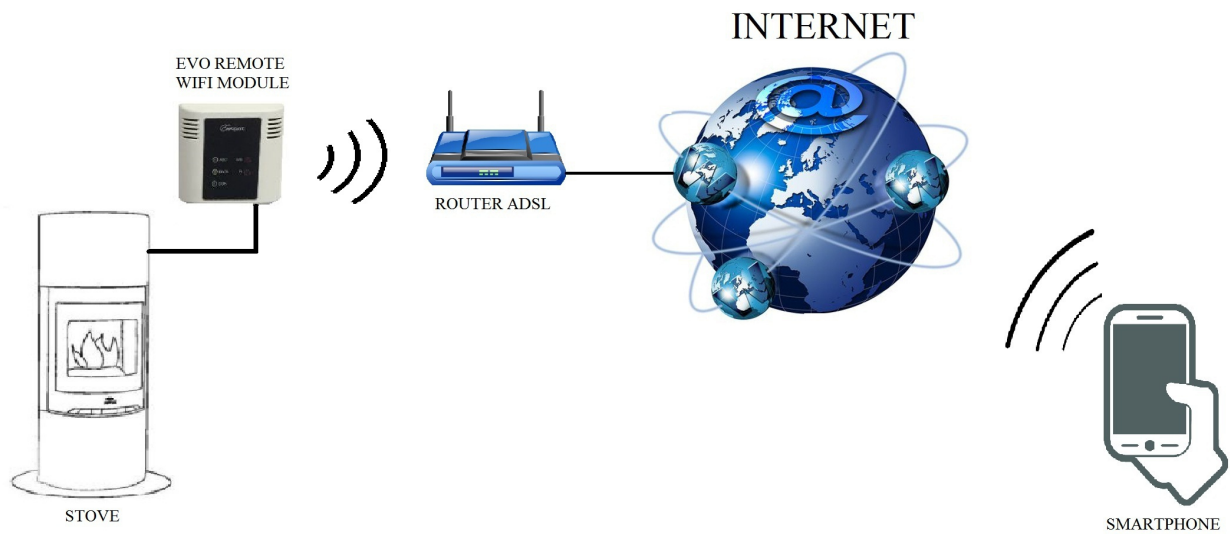 INTERNET
EVO REMOTE
WIFI MODULE
ROUTER ADSL
STOVE
SMARTPHONE